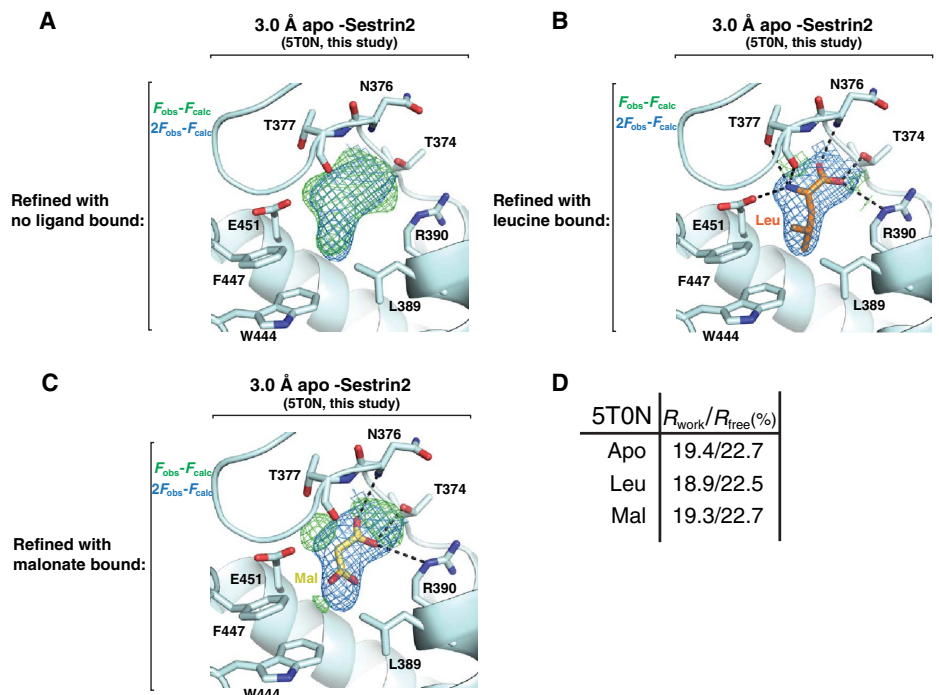 A
3.0 Å apo -Sestrin2
(5T0N, this study)
Fobs-Fcalc
2Fobs-Fcalc
N376
T377
T374
Refined with
no ligand bound:
E451
R390
F447
L389
W444
B
3.0 Å apo -Sestrin2
(5T0N, this study)
Fobs-Fcalc
2Fobs-Fcalc
N376
T377
T374
Refined with
leucine bound:
E451
Leu
R390
F447
L389
W444
C
3.0 Å apo -Sestrin2
(5T0N, this study)
N376
Fobs-Fcalc
2Fobs-Fcalc
T377
T374
Refined with
malonate bound:
E451
Mal
R390
F447
L389
W444
D
5T0N Rwork/Rfree(%)
Apo 19.4/22.7
Leu 18.9/22.5
Mal 19.3/22.7